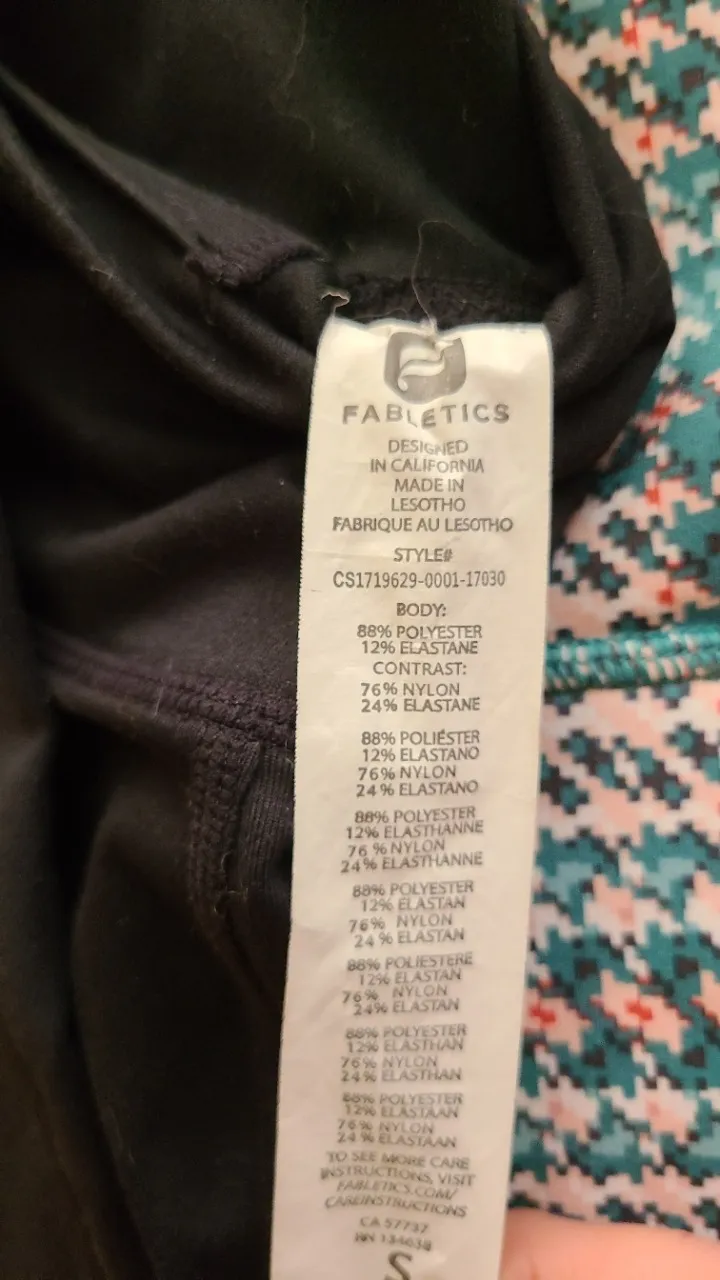 FABLETICS
DESIGNED
IN CALIFORNIA
MADE IN
LESOTHO
FABRIQUE AU LESOTHO
STYLE#
CS1719629-0001-17030
BODY:
88% POLYESTER
12% ELASTANE
CONTRAST:
76% NYLON
24% ELASTANE
88% POLIÉSTER
12% ELASTANO
76% NYLON
24% ELASTANO
88% POLYESTER
12% ELASTHANNE
76 % NYLON
24% ELASTHANNE
88% POLYESTER
12% ELASTAN
76% NYLON
24 % ELASTAN
88% POLIESTERE
12% ELASTAN
76% NYLON
24% ELASTAN
88% POLYESTER
12% ELASTHAN
76% NYLON
24% ELASTHAN
88% POLYESTER
12% ELASTAAN
76% NYLON
24% ELASTAAN
TO SEE MORE CARE
INSTRUCTIONS, VISIT
FABLETICS.COM/
CAREINSTRUCTIONS
CA 57737
RN 134638
S